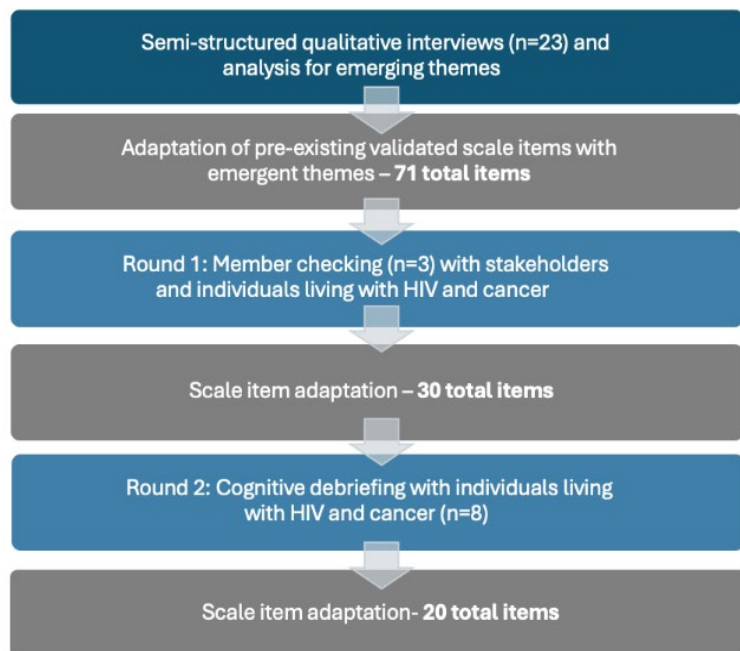 Semi-structured qualitative interviews (n=23) and
analysis for emerging themes
Adaptation of pre-existing validated scale items with
emergent themes – 71 total items
Round 1: Member checking (n=3) with stakeholders
and individuals living with HIV and cancer
Scale item adaptation – 30 total items
Round 2: Cognitive debriefing with individuals living
with HIV and cancer (n=8)
Scale item adaptation- 20 total items